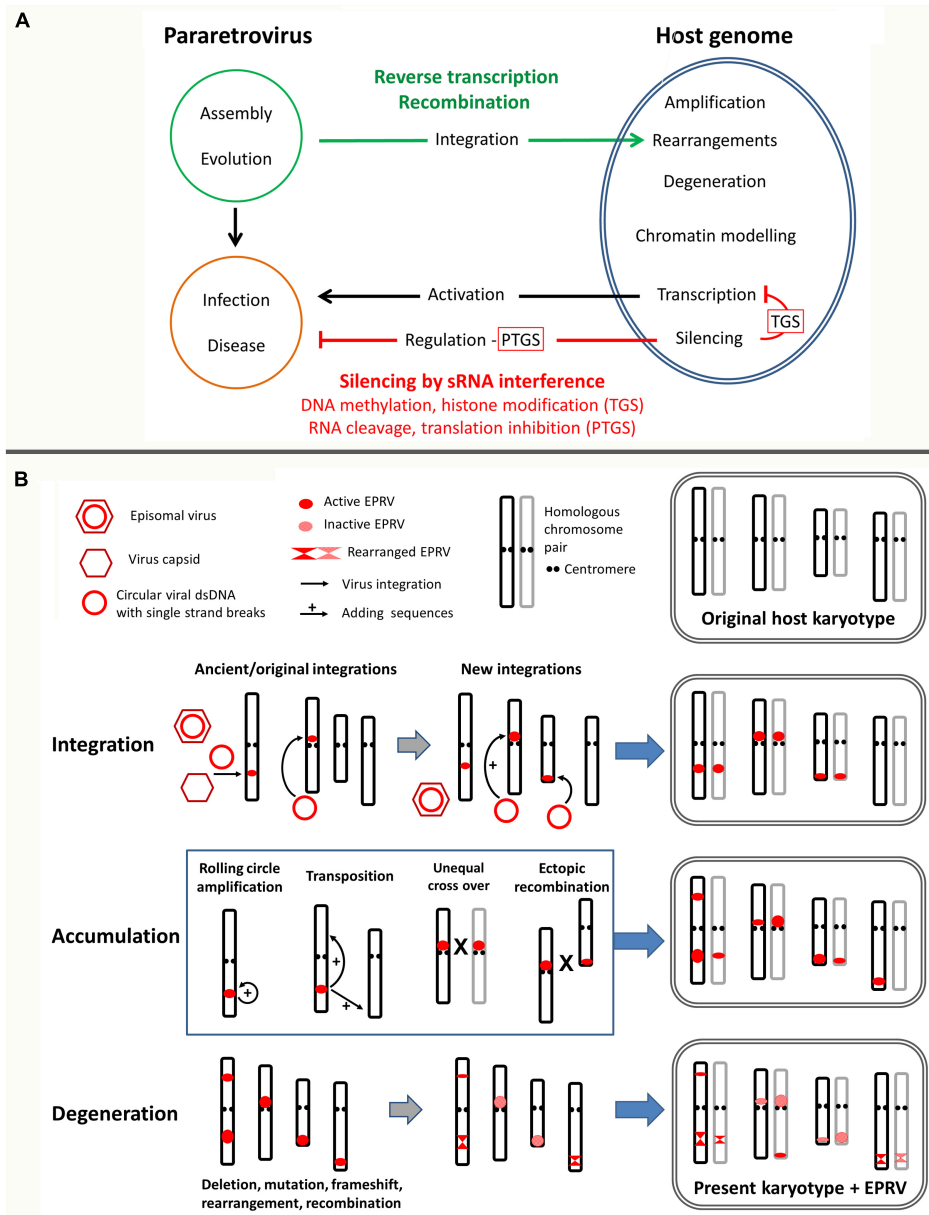 A
Pararetrovirus
Host genome
Reverse transcription
Recombination
Assembly
Evolution
Integration
Amplification
Rearrangements
Degeneration
Chromatin modelling
Infection
Disease
Activation
Transcription
TGS
Regulation - PTGS
Silencing
Silencing by sRNA interference
DNA methylation, histone modification (TGS)
RNA cleavage, translation inhibition (PTGS)
B
Episomal virus
Virus capsid
Circular viral dsDNA
with single strand breaks
Active EPRV
Inactive EPRV
Rearranged EPRV
Virus integration
+
Adding sequences
Homologous
chromosome
pair
Centromere
Original host karyotype
Ancient/original integrations
New integrations
Integration
+
Accumulation
Rolling circle
amplification
+
Transposition
+
+
Unequal
cross over
X
Ectopic
recombination
X
Degeneration
Deletion, mutation, frameshift,
rearrangement, recombination
Present karyotype + EPRV